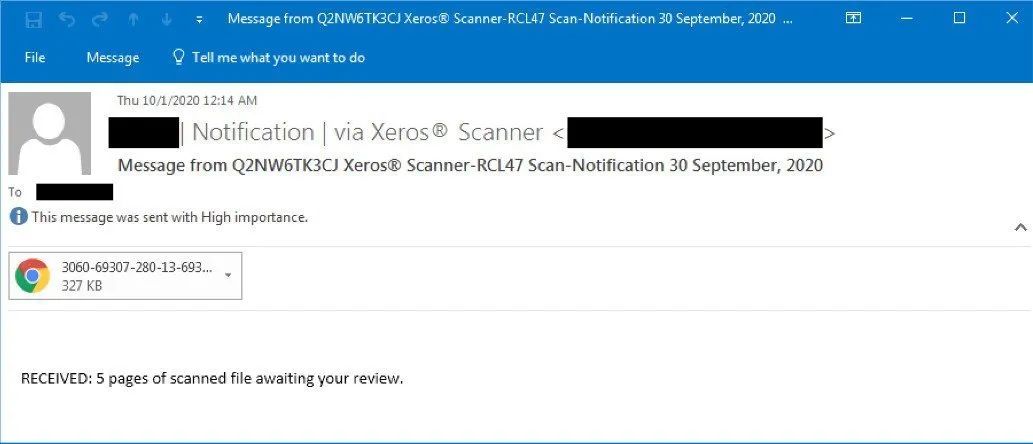 Message from Q2NW6TK3CJ Xeros® Scanner-RCL47 Scan-Notification 30 September, 2020 ...
File Message Tell me what you want to do
Thu 10/1/2020 12:14 AM
| Notification | via Xeros® Scanner < >
Message from Q2NW6TK3CJ Xeros® Scanner-RCL47 Scan-Notification 30 September, 2020
To
This message was sent with High importance.
3060-69307-280-13-693...
327 KB
RECEIVED: 5 pages of scanned file awaiting your review.